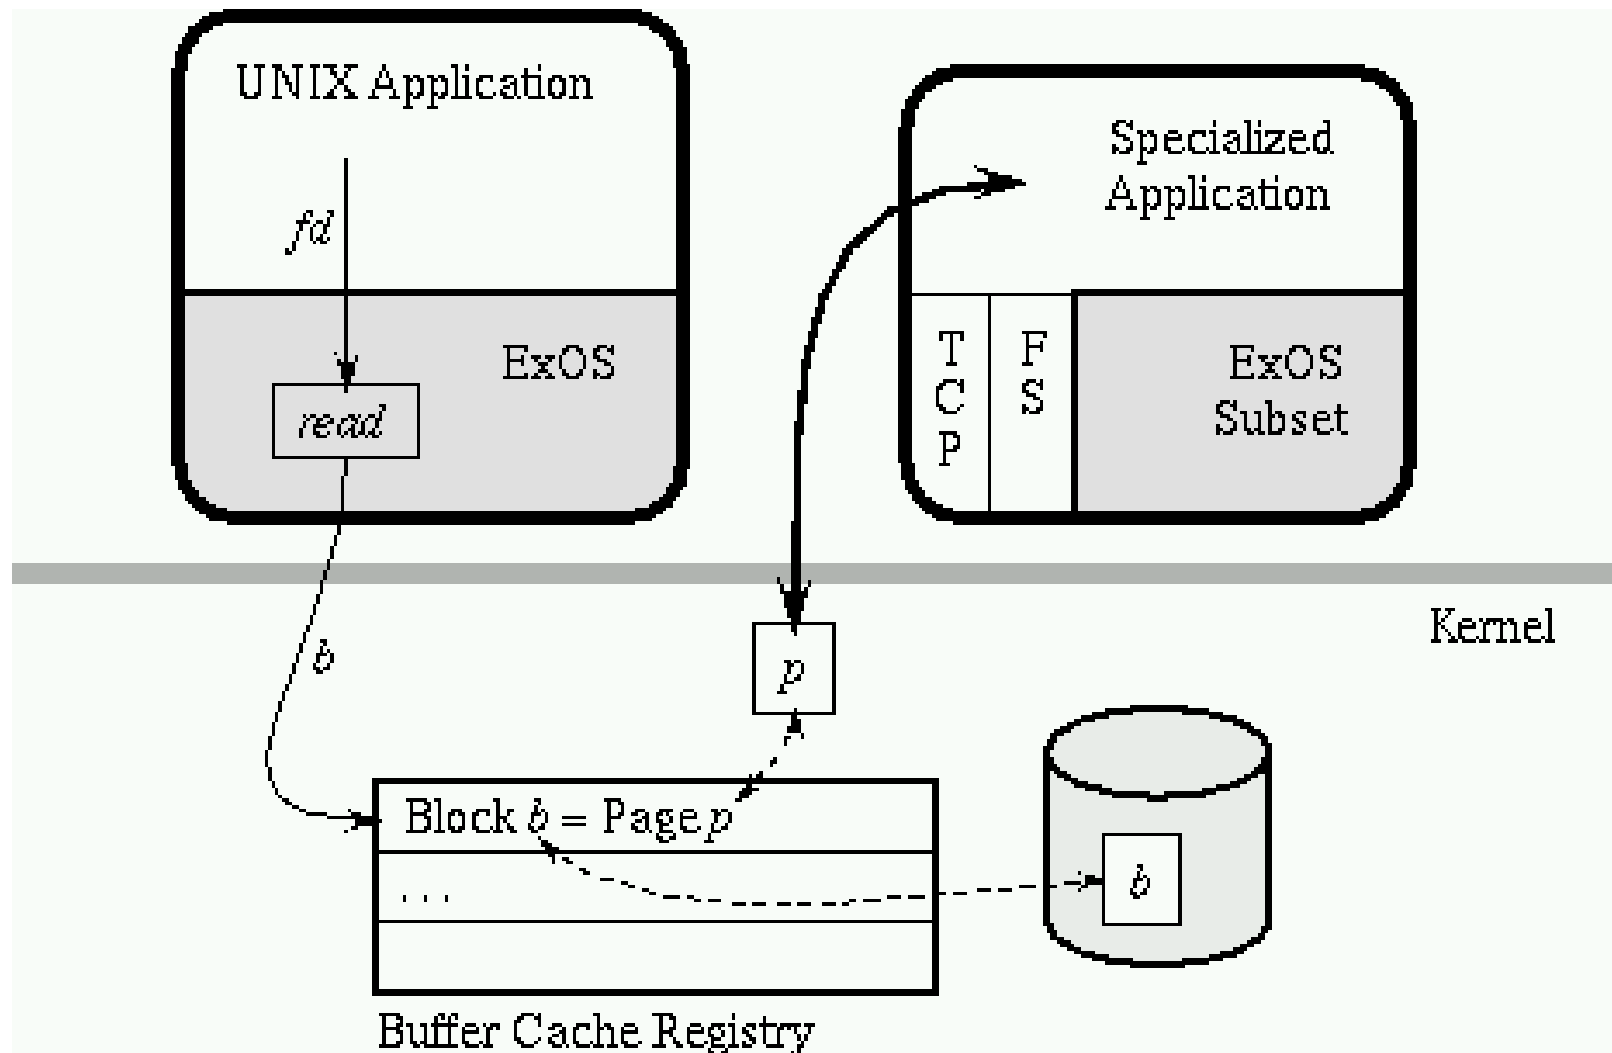 UNIX Application
fd
ExOS
read
Specialized
Application
T
C
P
F
S
ExOS
Subset
Kernel
b
p
Block b = Page p
. . .
b
Buffer Cache Registry